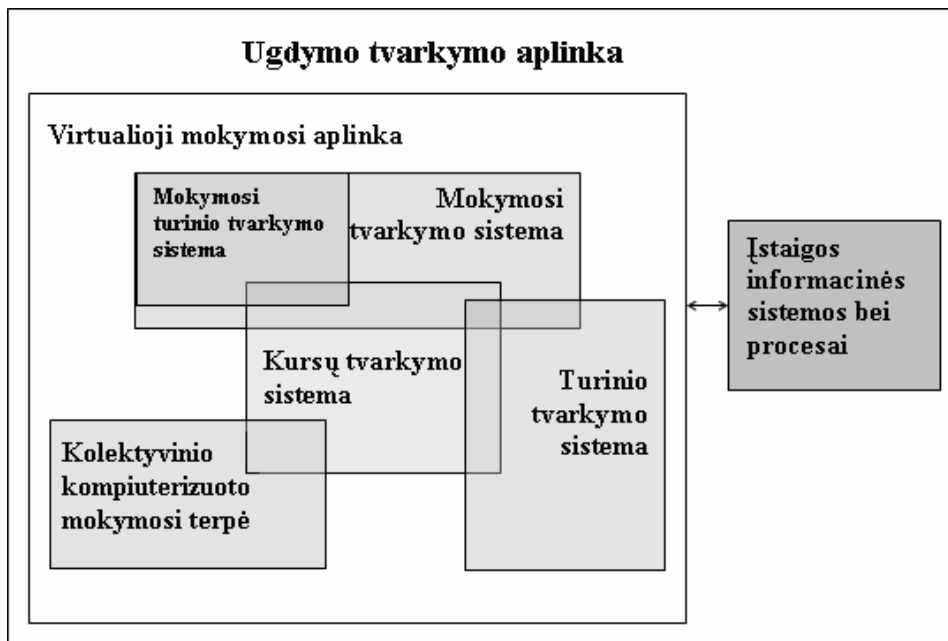 Ugdymo tvarkymo aplinka
Virtualioji mokymosi aplinka
Mokymosi
turinio tvarkymo
sistema
Mokymosi
tvarkymo sistema
Įstaigos
informacinės
sistemos bei
procesai
Kursų tvarkymo
sistema
Turinio
tvarkymo
sistema
Kolektyvinio
kompiuterizuoto
mokymosi terpė